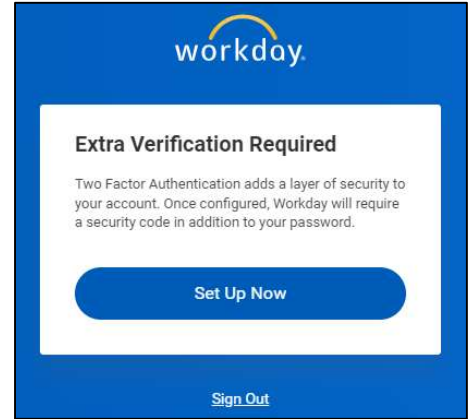 workday.
Extra Verification Required
Two Factor Authentication adds a layer of security to
your account. Once configured, Workday will require
a security code in addition to your password.
Set Up Now
Sign Out